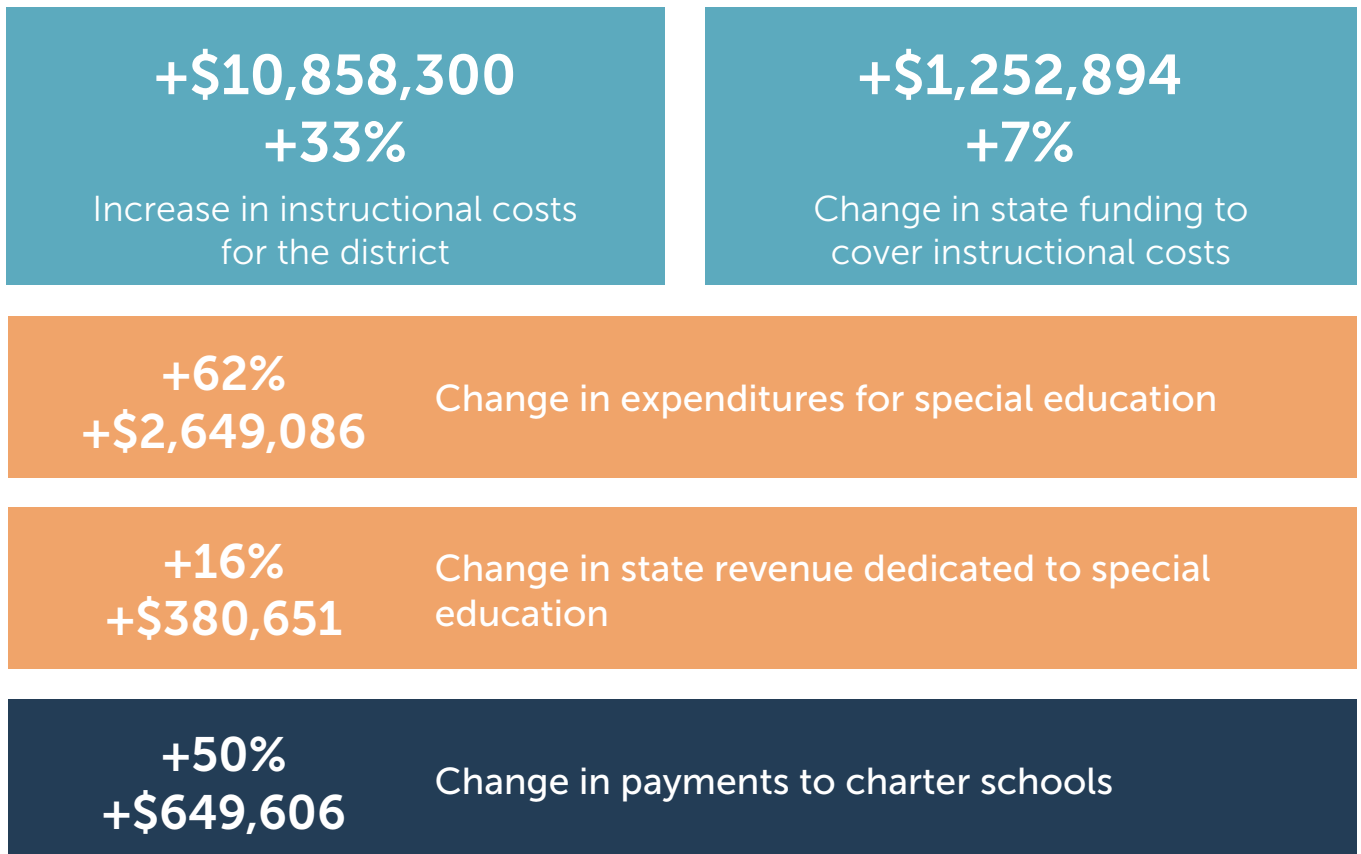 +$10,858,300
+33%
Increase in instructional costs
for the district
+$1,252,894
+7%
Change in state funding to
cover instructional costs
+62%
+$2,649,086
Change in expenditures for special education
+16%
+$380,651
Change in state revenue dedicated to special
education
+50%
+$649,606
Change in payments to charter schools